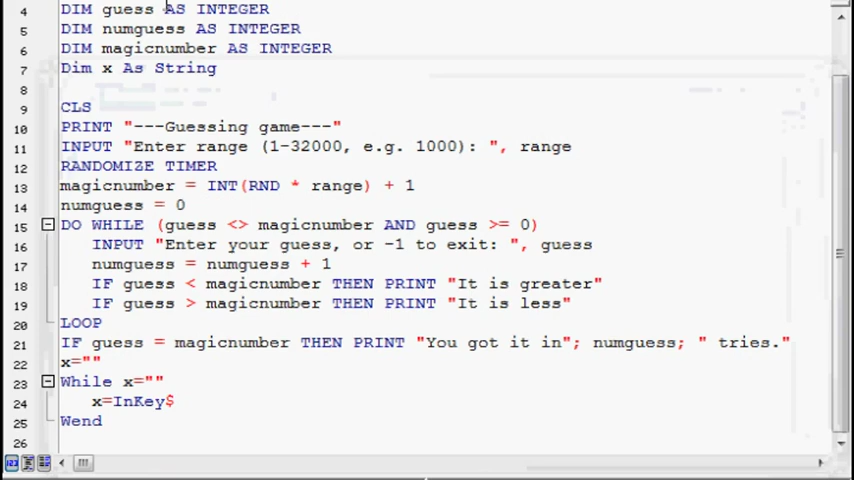 4 DIM guess AS INTEGER
5 DIM numguess AS INTEGER
6 DIM magicnumber AS INTEGER
7 Dim x As String
8
9 CLS
10 PRINT "---Guessing game---"
11 INPUT "Enter range (1-32000, e.g. 1000): ", range
12 RANDOMIZE TIMER
13 magicnumber = INT(RND * range) + 1
14 numguess = 0
15 DO WHILE (guess <> magicnumber AND guess >= 0)
16 INPUT "Enter your guess, or -1 to exit: ", guess
17 numguess = numguess + 1
18 IF guess < magicnumber THEN PRINT "It is greater"
19 IF guess > magicnumber THEN PRINT "It is less"
20 LOOP
21 IF guess = magicnumber THEN PRINT "You got it in"; numguess; " tries."
22 x=""
23 While x=""
24 x=InKey$
25 Wend
26